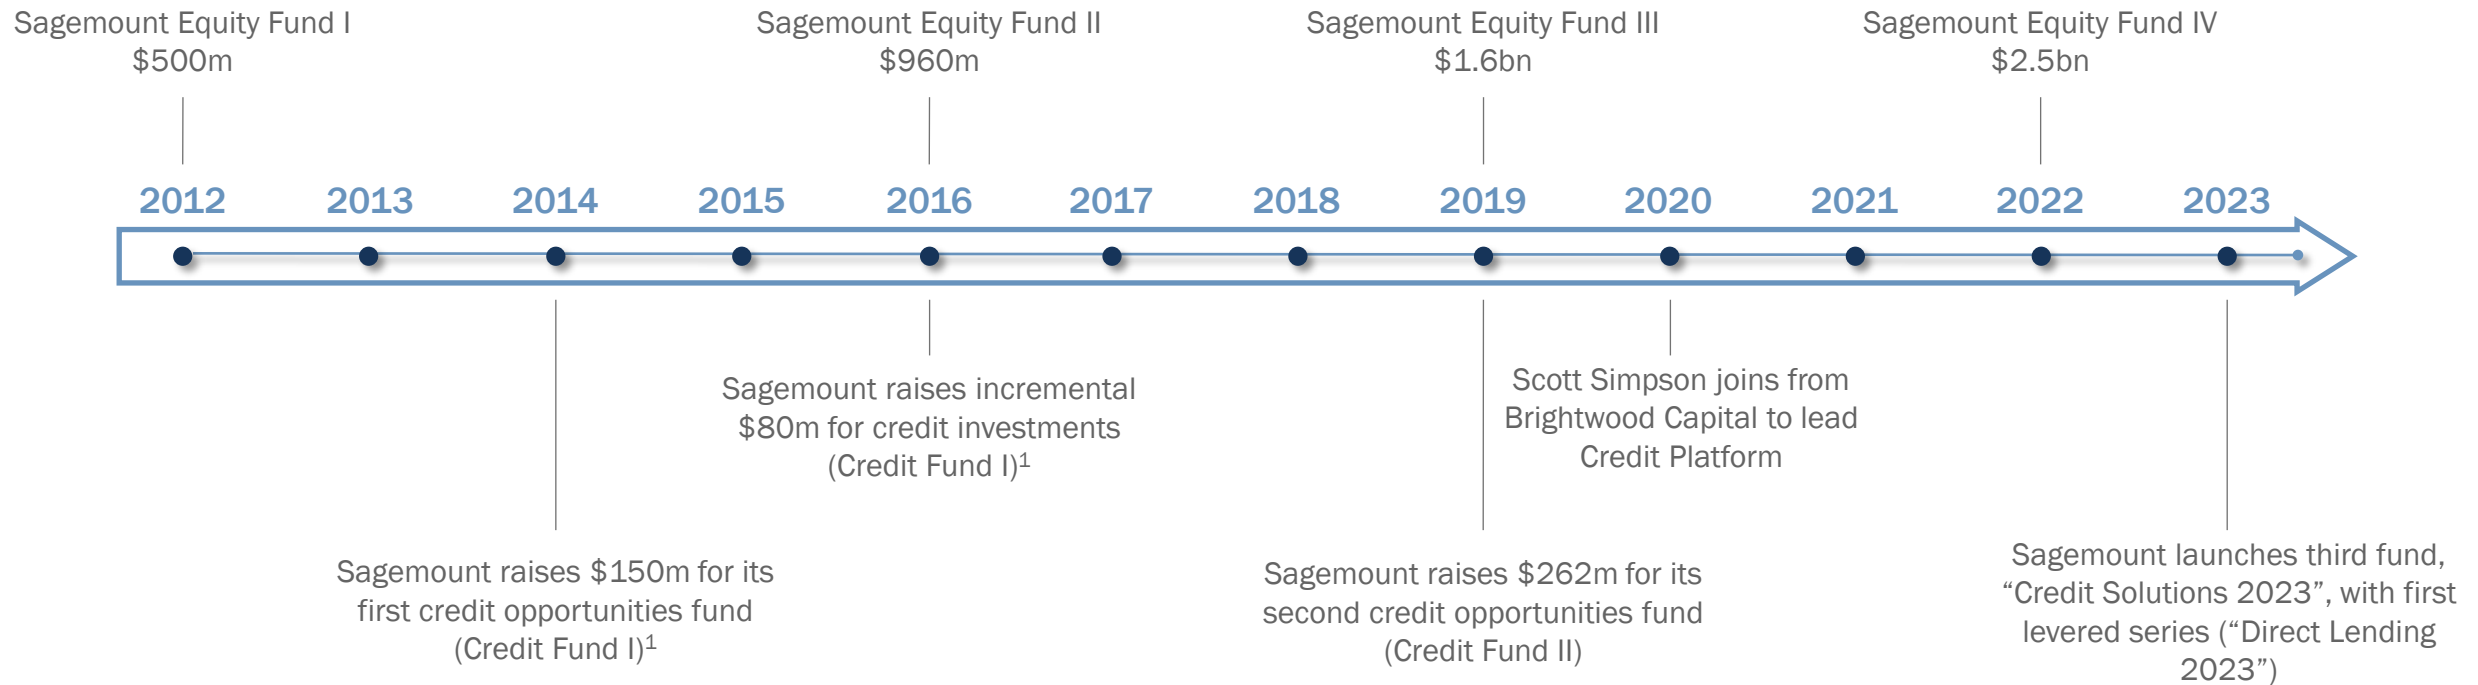 Sagemount Equity Fund I
$500m
Sagemount Equity Fund II
$960m
Sagemount Equity Fund III
$1.6bn
Sagemount Equity Fund IV
$2.5bn
2012 2013 2014 2015 2016 2017 2018 2019 2020 2021 2022 2023
Sagemount raises $150m for its
first credit opportunities fund
(Credit Fund I)¹
Sagemount raises incremental
$80m for credit investments
(Credit Fund I)¹
Sagemount raises $262m for its
second credit opportunities fund
(Credit Fund II)
Scott Simpson joins from
Brightwood Capital to lead
Credit Platform
Sagemount launches third fund,
“Credit Solutions 2023”, with first
levered series (“Direct Lending
2023”)